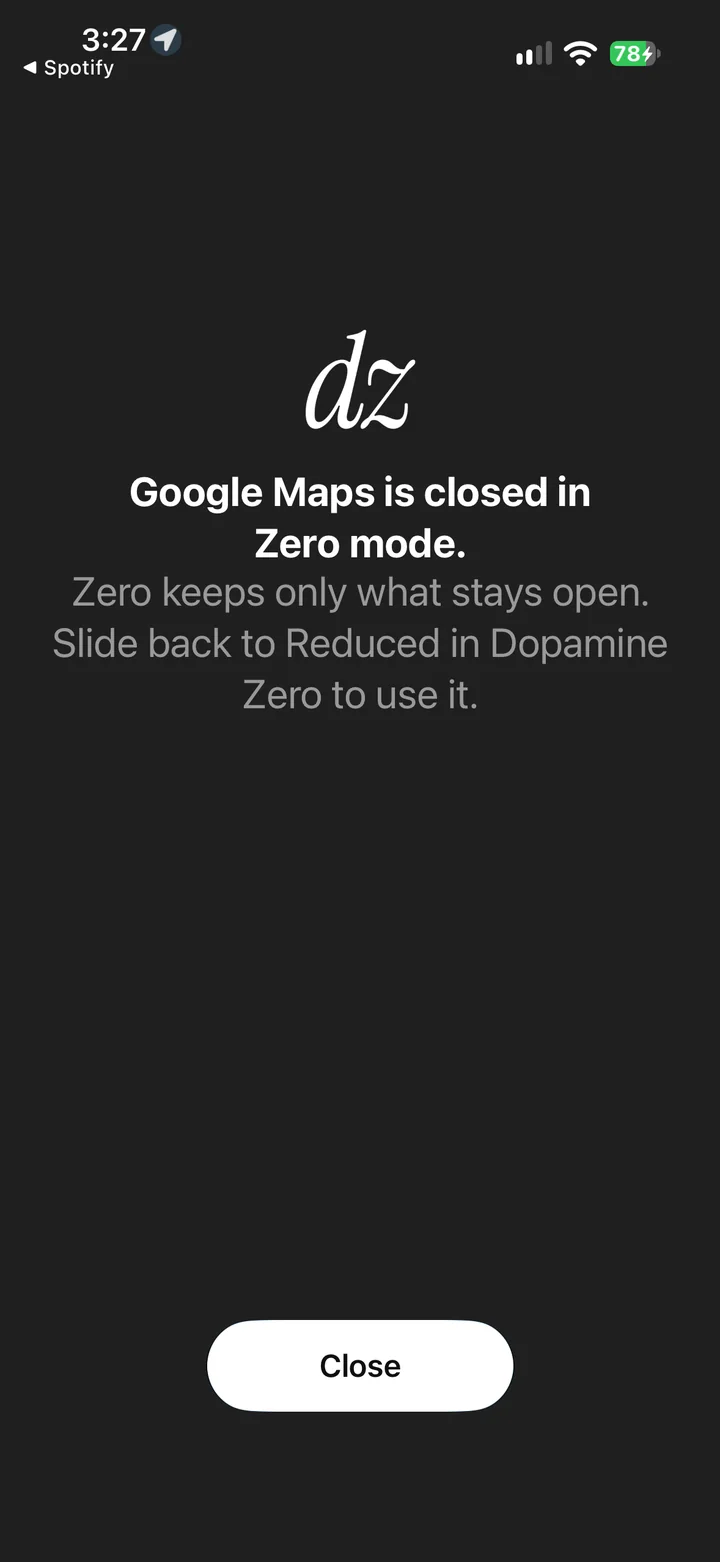 3:27
◀ Spotify
78
dz
Google Maps is closed in
Zero mode.
Zero keeps only what stays open.
Slide back to Reduced in Dopamine
Zero to use it.
Close